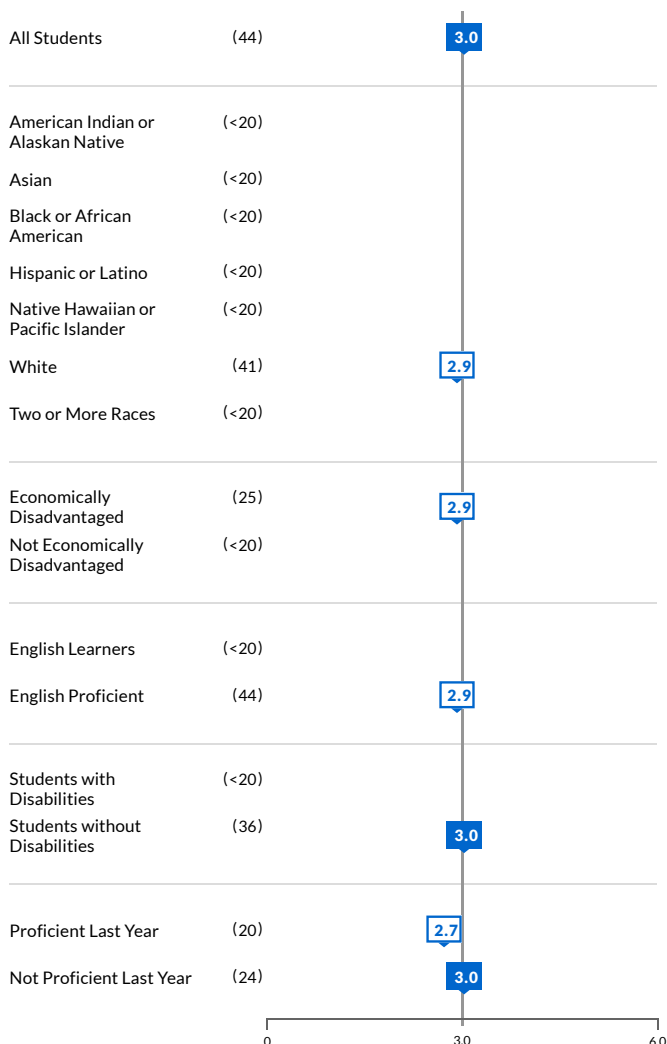 All Students (44) 3.0
American Indian or (<20)
Alaskan Native
Asian (<20)
Black or African (<20)
American
Hispanic or Latino (<20)
Native Hawaiian or (<20)
Pacific Islander
White (41) 2.9
Two or More Races (<20)
Economically (25) 2.9
Disadvantaged
Not Economically (<20)
Disadvantaged
English Learners (<20)
English Proficient (44) 2.9
Students with (<20)
Disabilities
Students without (36) 3.0
Disabilities
Proficient Last Year (20) 2.7
Not Proficient Last Year (24) 3.0
0 3.0 6.0